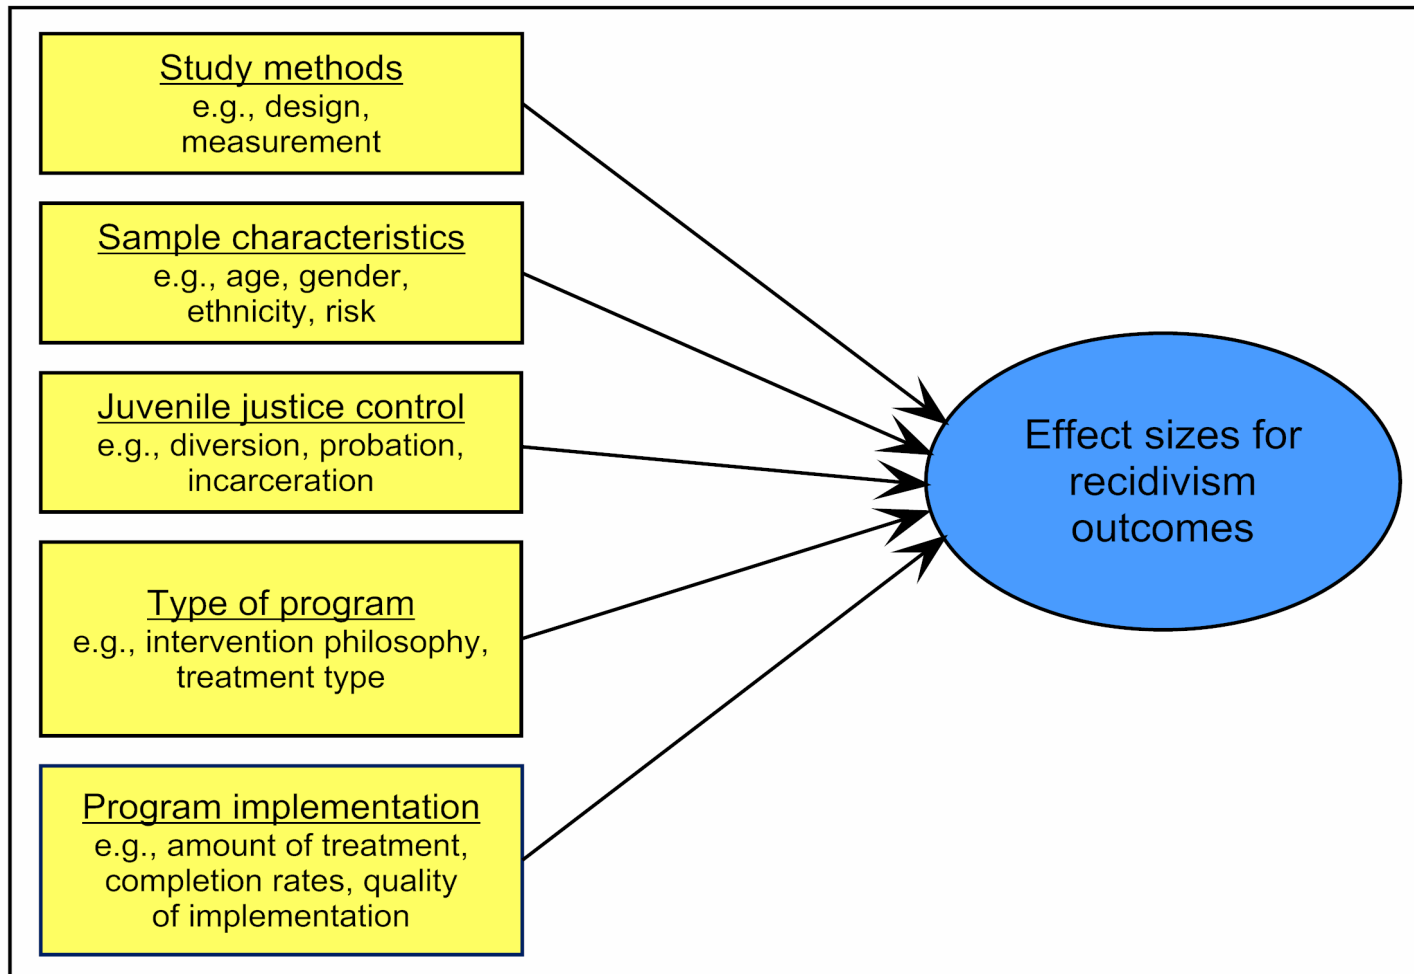 Study methods
e.g., design,
measurement
Sample characteristics
e.g., age, gender,
ethnicity, risk
Juvenile justice control
e.g., diversion, probation,
incarceration
Type of program
e.g., intervention philosophy,
treatment type
Program implementation
e.g., amount of treatment,
completion rates, quality
of implementation
Effect sizes for
recidivism
outcomes